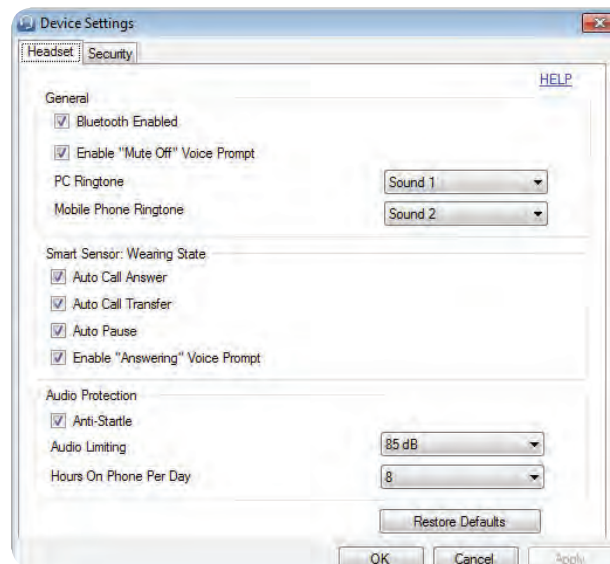 Device Settings
Headset Security
HELP
General
Bluetooth Enabled
Enable "Mute Off" Voice Prompt
PC Ringtone Sound 1
Mobile Phone Ringtone Sound 2
Smart Sensor: Wearing State
Auto Call Answer
Auto Call Transfer
Auto Pause
Enable "Answering" Voice Prompt
Audio Protection
Anti-Startle
Audio Limiting 85 dB
Hours On Phone Per Day 8
Restore Defaults
OK Cancel Apply